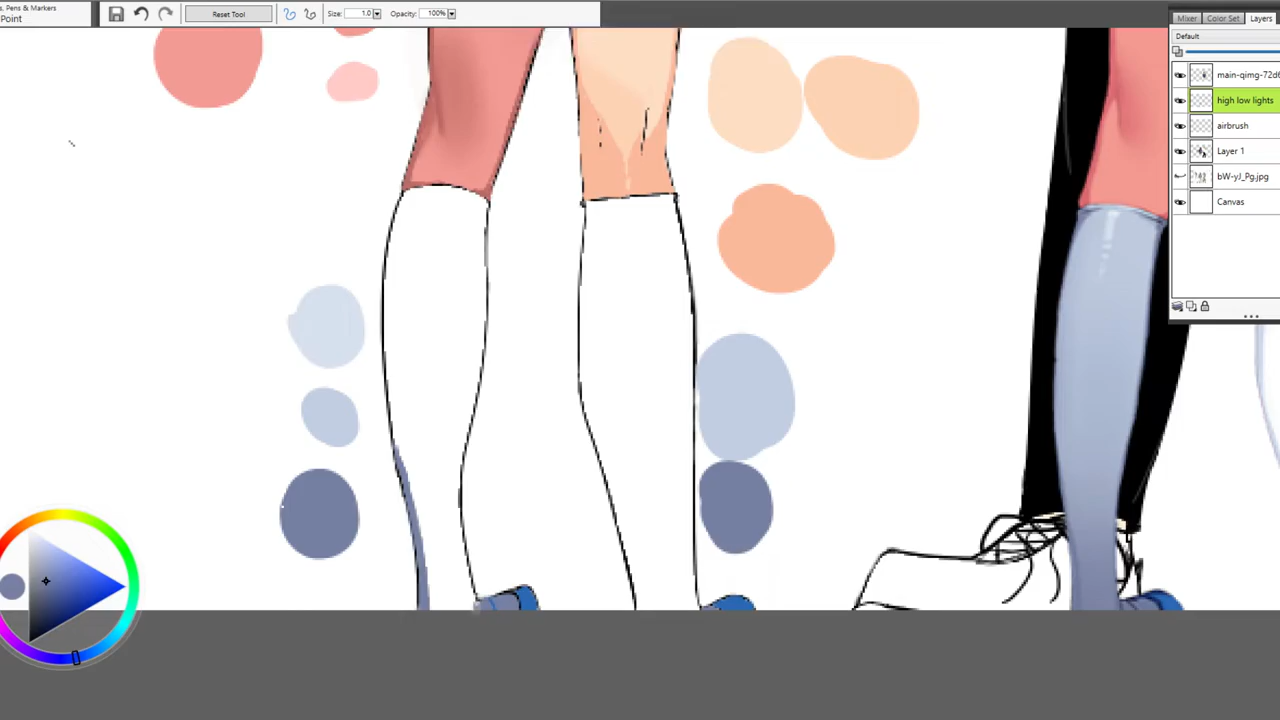 s, Pens & Markers
Point
Reset Tool
Size: 1.0
Opacity: 100%
Mixer Color Set Layers
Default
main-qimg-72d6
high low lights
airbrush
Layer 1
bW-yJ_Pg.jpg
Canvas